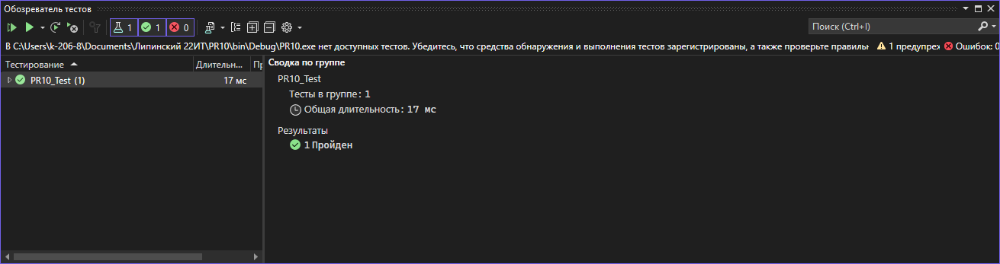 Обозреватель тестов
1 1 0
Поиск (Ctrl+I)
В C:\Users\k-206-8\Documents\Липинский 22ИТ\PR10\bin\Debug\PR10.exe нет доступных тестов. Убедитесь, что средства обнаружения и выполнения тестов зарегистрированы, а также проверьте правильн 1 предупреж Ошибок: 0
Тестирование Длительн... Пр
PR10_Test (1) 17 мс
Сводка по группе
PR10_Test
Тесты в группе: 1
Общая длительность: 17 мс
Результаты
1 Пройден